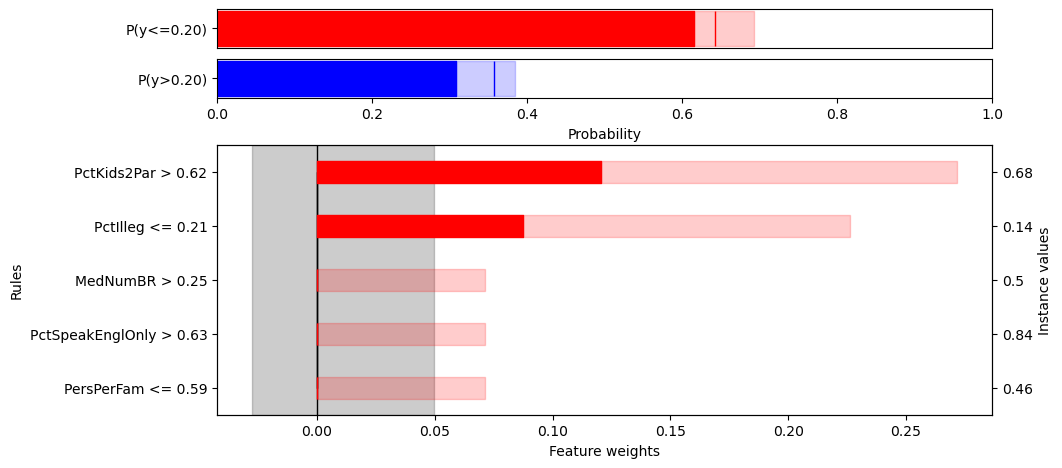 P(y<=0.20)
P(y>0.20)
0.0 0.2 0.4 0.6 0.8 1.0
Probability
Rules
PctKids2Par > 0.62
PctIlleg <= 0.21
MedNumBR > 0.25
PctSpeakEnglOnly > 0.63
PersPerFam <= 0.59
0.68
0.14
0.5
0.84
0.46
Instance values
0.00 0.05 0.10 0.15 0.20 0.25
Feature weights